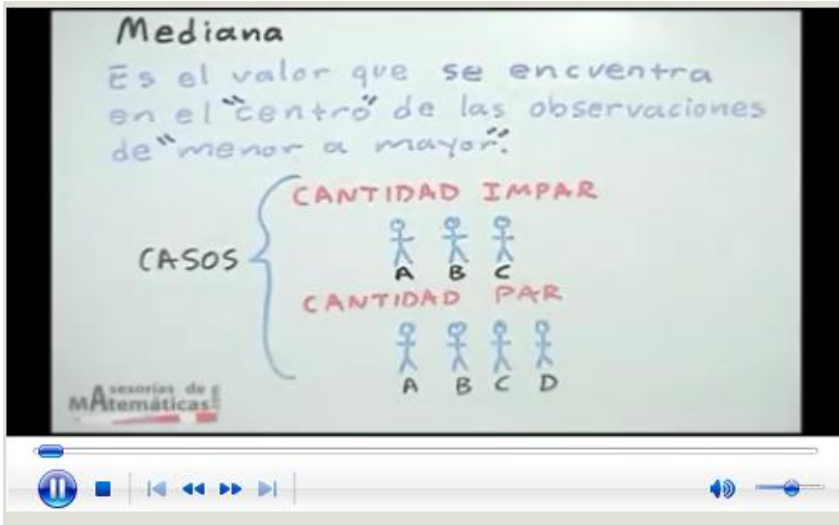 Mediana
Es el valor que se encuentra
en el "centro" de las observaciones
de "menor a mayor".
CANTIDAD IMPAR
CASOS
A B C
CANTIDAD PAR
A B C D
Asesorías de
Matemáticas.com